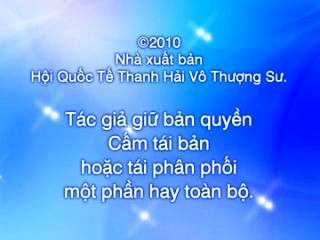 ©2010
Nhà xuất bản
Hội Quốc Tế Thanh Hải Vô Thượng Sư.
Tác giả giữ bản quyền
Cấm tái bản
hoặc tái phân phối
một phần hay toàn bộ.